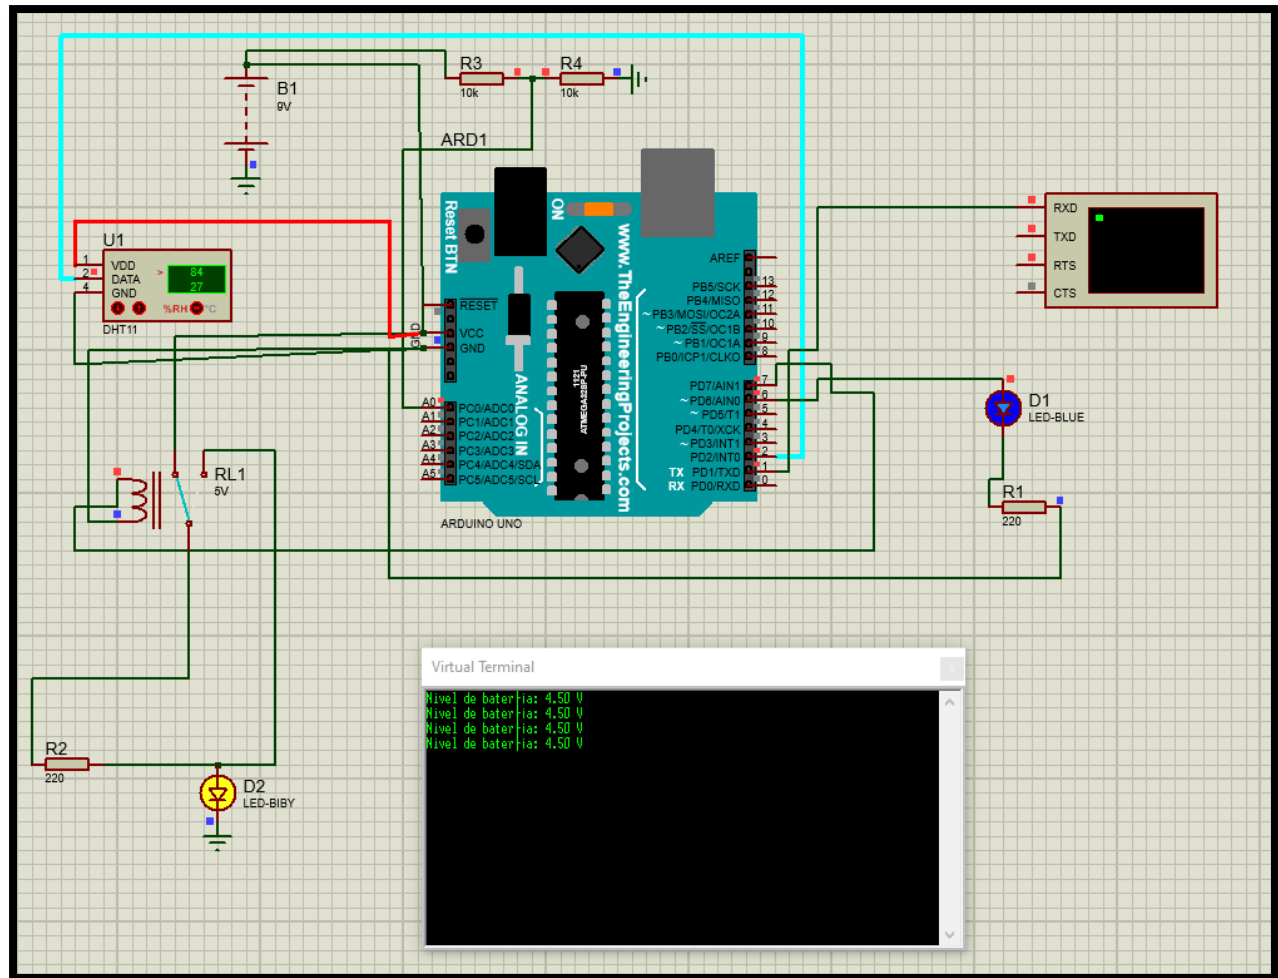 R3
10k
R4
10k
B1
9V
ARD1
U1
1
2
4
VDD
DATA
GND
>
84
27
%RH
°C
DHT11
Reset BTN
ON
www.TheEngineeringProjects.com
ANALOG IN
1121
ATMEGA328P-PU
RESET
VCC
GND
GND
A0
A1
A2
A3
A4
A5
PC0/ADC0
PC1/ADC1
PC2/ADC2
PC3/ADC3
PC4/ADC4/SDA
PC5/ADC5/SCL
AREF
PB5/SCK 13
PB4/MISO 12
~PB3/MOSI/OC2A 11
~PB2/SS/OC1B 10
~PB1/OC1A 9
PB0/ICP1/CLKO 8
PD7/AIN1 7
~PD6/AIN0 6
~PD5/T1 5
PD4/T0/XCK 4
~PD3/INT1 3
PD2/INT0 2
TX PD1/TXD 1
RX PD0/RXD 0
ARDUINO UNO
RXD
TXD
RTS
CTS
D1
LED-BLUE
R1
220
RL1
5V
R2
220
D2
LED-BIBY
Virtual Terminal
Nivel de bateria: 4.50 V
Nivel de bateria: 4.50 V
Nivel de bateria: 4.50 V
Nivel de bateria: 4.50 V